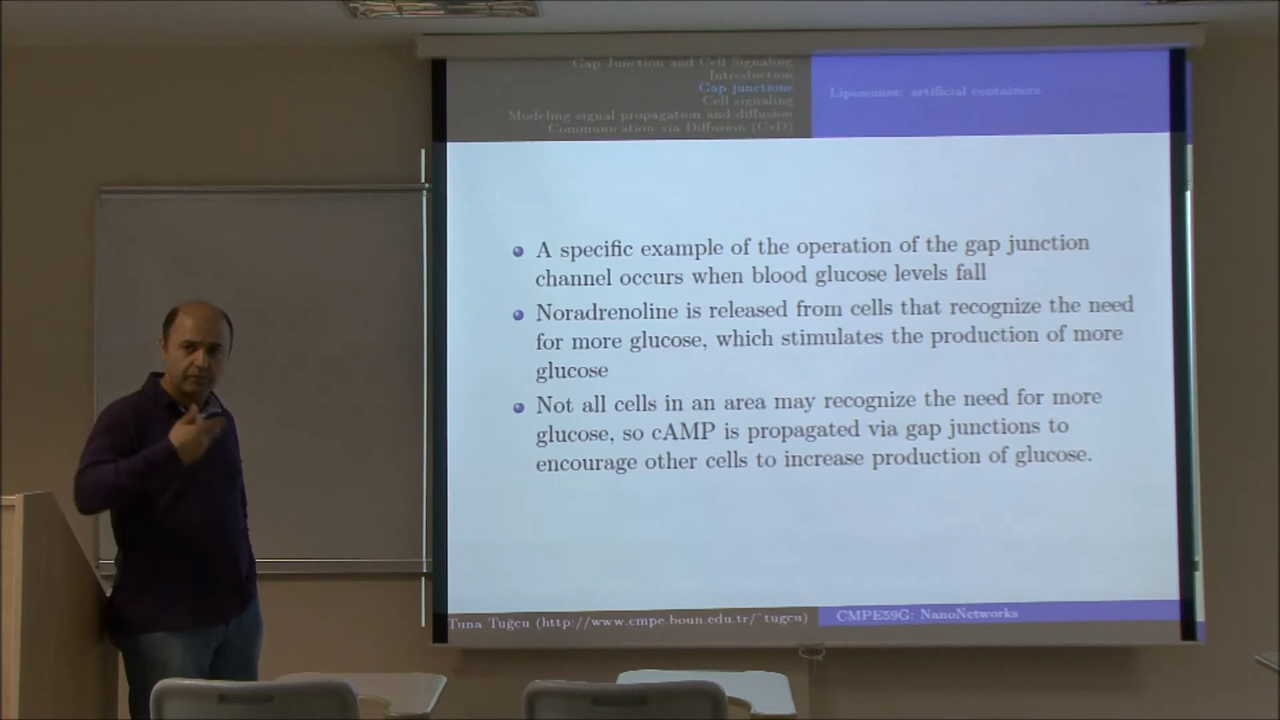 Gap Junction and Cell Signaling
Introduction
Gap junctions
Cell signaling
Modeling signal propagation and diffusion
Communication via Diffusion (CvD)
Liposomes: artificial containers
A specific example of the operation of the gap junction
channel occurs when blood glucose levels fall
Noradrenoline is released from cells that recognize the need
for more glucose, which stimulates the production of more
glucose
Not all cells in an area may recognize the need for more
glucose, so cAMP is propagated via gap junctions to
encourage other cells to increase production of glucose.
Tuna Tuğcu (http://www.cmpe.boun.edu.tr/~tugcu)
CMPE59G: NanoNetworks